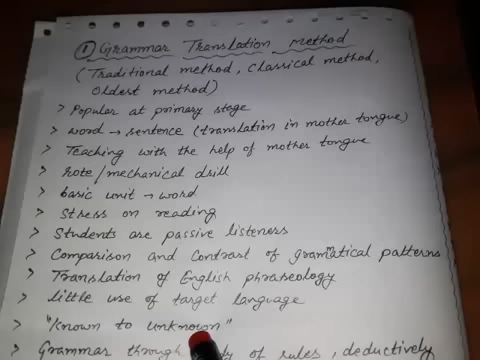 ① Grammar Translation Method
(Traditional method, Classical method,
Oldest method)
> Popular at primary stage
> word → sentence (translation in mother tongue)
> Teaching with the help of mother tongue
> rote/mechanical drill
> basic unit → word
> Stress on reading
> Students are passive listeners
> Comparison and Contrast of grammatical patterns
> Translation of English phraseology
> little use of target language
> "known to unknown"
> Grammar through of rules, deductively